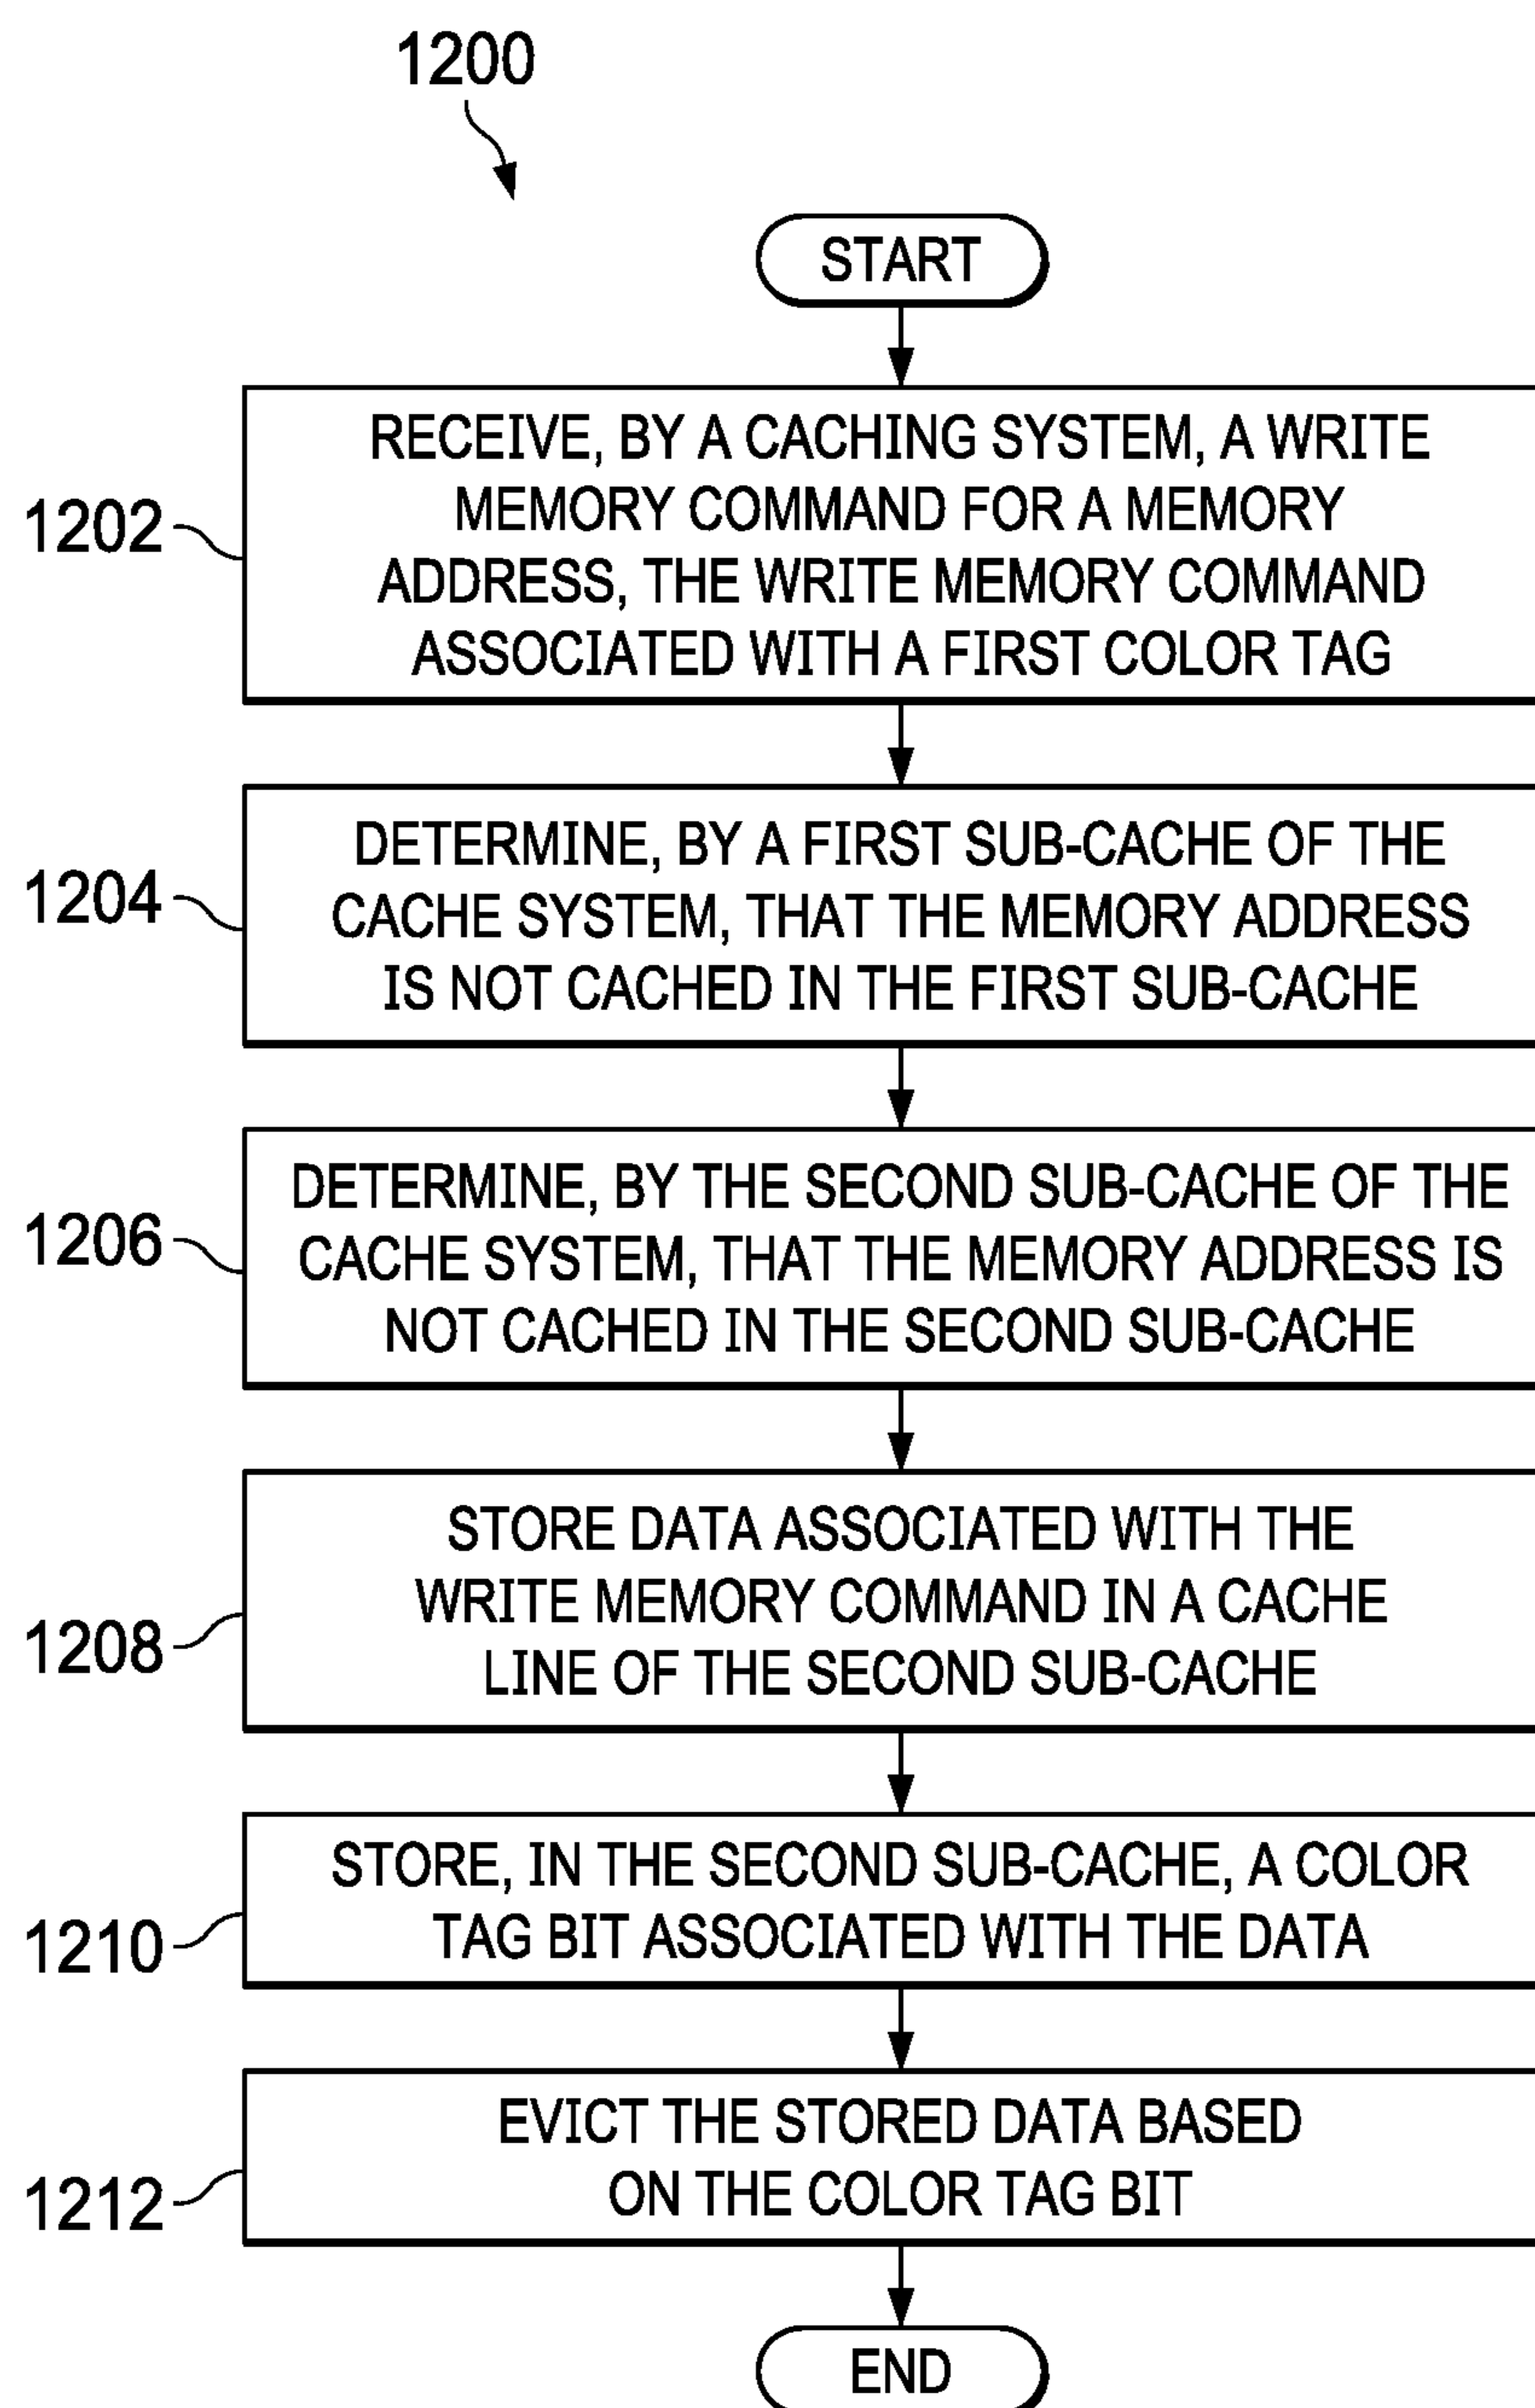 1200
START
RECEIVE, BY A CACHING SYSTEM, A WRITE
MEMORY COMMAND FOR A MEMORY
ADDRESS, THE WRITE MEMORY COMMAND
ASSOCIATED WITH A FIRST COLOR TAG
1202
DETERMINE, BY A FIRST SUB-CACHE OF THE
CACHE SYSTEM, THAT THE MEMORY ADDRESS
IS NOT CACHED IN THE FIRST SUB-CACHE
1204
DETERMINE, BY THE SECOND SUB-CACHE OF THE
CACHE SYSTEM, THAT THE MEMORY ADDRESS IS
NOT CACHED IN THE SECOND SUB-CACHE
1206
STORE DATA ASSOCIATED WITH THE
WRITE MEMORY COMMAND IN A CACHE
LINE OF THE SECOND SUB-CACHE
1208
STORE, IN THE SECOND SUB-CACHE, A COLOR
TAG BIT ASSOCIATED WITH THE DATA
1210
EVICT THE STORED DATA BASED
ON THE COLOR TAG BIT
1212
END